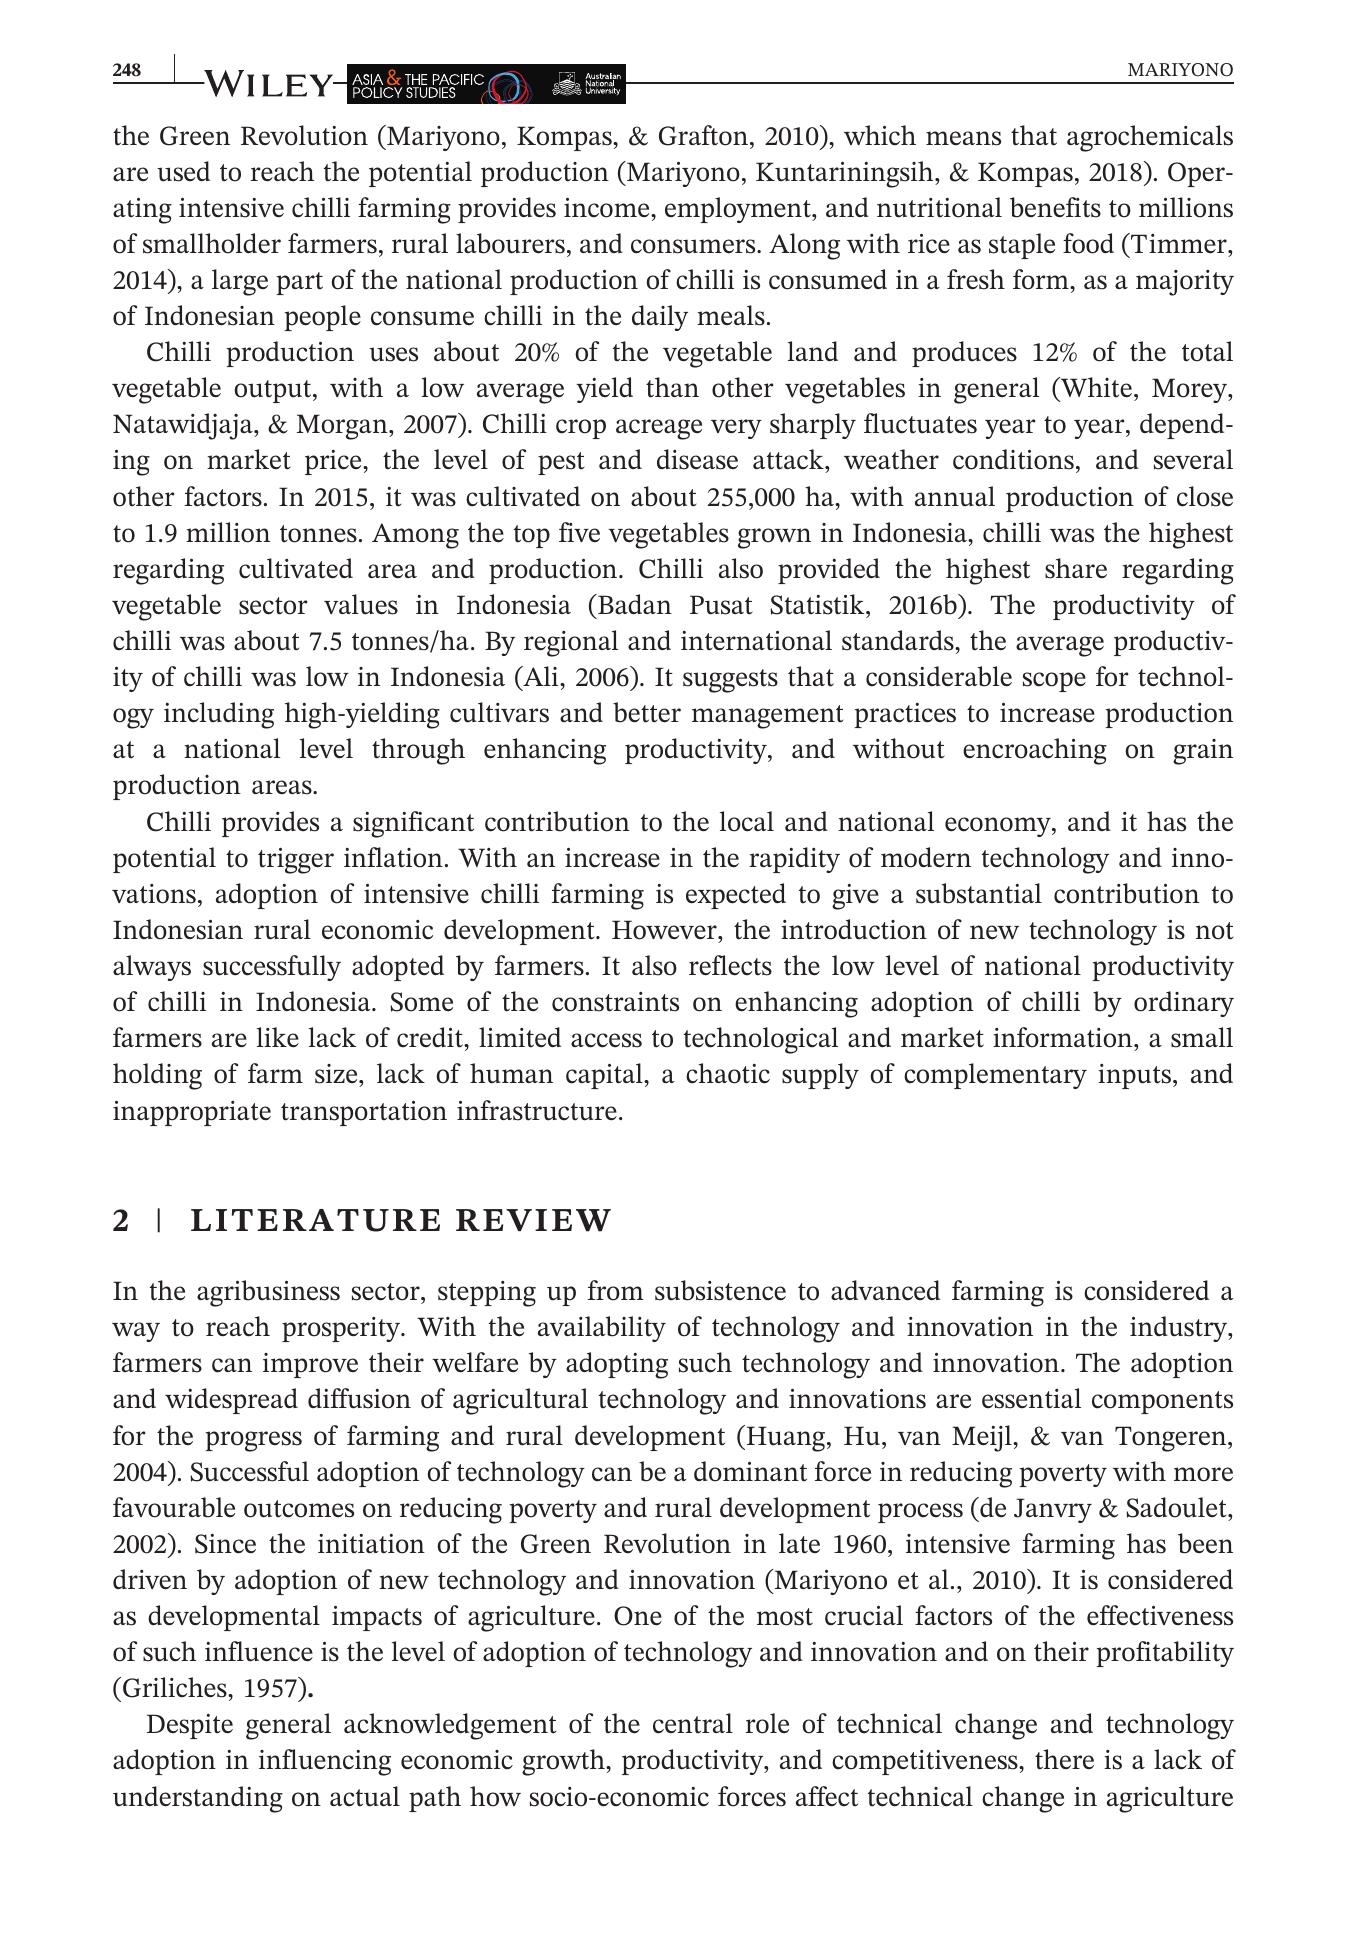 248
WILEY
ASIA & THE PACIFIC
POLICY STUDIES
Australian
National
University
MARIYONO
the Green Revolution (Mariyono, Kompas, & Grafton, 2010), which means that agrochemicals
are used to reach the potential production (Mariyono, Kuntariningsih, & Kompas, 2018). Oper-
ating intensive chilli farming provides income, employment, and nutritional benefits to millions
of smallholder farmers, rural labourers, and consumers. Along with rice as staple food (Timmer,
2014), a large part of the national production of chilli is consumed in a fresh form, as a majority
of Indonesian people consume chilli in the daily meals.
Chilli production uses about 20% of the vegetable land and produces 12% of the total
vegetable output, with a low average yield than other vegetables in general (White, Morey,
Natawidjaja, & Morgan, 2007). Chilli crop acreage very sharply fluctuates year to year, depend-
ing on market price, the level of pest and disease attack, weather conditions, and several
other factors. In 2015, it was cultivated on about 255,000 ha, with annual production of close
to 1.9 million tonnes. Among the top five vegetables grown in Indonesia, chilli was the highest
regarding cultivated area and production. Chilli also provided the highest share regarding
vegetable sector values in Indonesia (Badan Pusat Statistik, 2016b). The productivity of
chilli was about 7.5 tonnes/ha. By regional and international standards, the average productiv-
ity of chilli was low in Indonesia (Ali, 2006). It suggests that a considerable scope for technol-
ogy including high-yielding cultivars and better management practices to increase production
at a national level through enhancing productivity, and without encroaching on grain
production areas.
Chilli provides a significant contribution to the local and national economy, and it has the
potential to trigger inflation. With an increase in the rapidity of modern technology and inno-
vations, adoption of intensive chilli farming is expected to give a substantial contribution to
Indonesian rural economic development. However, the introduction of new technology is not
always successfully adopted by farmers. It also reflects the low level of national productivity
of chilli in Indonesia. Some of the constraints on enhancing adoption of chilli by ordinary
farmers are like lack of credit, limited access to technological and market information, a small
holding of farm size, lack of human capital, a chaotic supply of complementary inputs, and
inappropriate transportation infrastructure.
2 | LITERATURE REVIEW
In the agribusiness sector, stepping up from subsistence to advanced farming is considered a
way to reach prosperity. With the availability of technology and innovation in the industry,
farmers can improve their welfare by adopting such technology and innovation. The adoption
and widespread diffusion of agricultural technology and innovations are essential components
for the progress of farming and rural development (Huang, Hu, van Meijl, & van Tongeren,
2004). Successful adoption of technology can be a dominant force in reducing poverty with more
favourable outcomes on reducing poverty and rural development process (de Janvry & Sadoulet,
2002). Since the initiation of the Green Revolution in late 1960, intensive farming has been
driven by adoption of new technology and innovation (Mariyono et al., 2010). It is considered
as developmental impacts of agriculture. One of the most crucial factors of the effectiveness
of such influence is the level of adoption of technology and innovation and on their profitability
(Griliches, 1957).
Despite general acknowledgement of the central role of technical change and technology
adoption in influencing economic growth, productivity, and competitiveness, there is a lack of
understanding on actual path how socio-economic forces affect technical change in agriculture